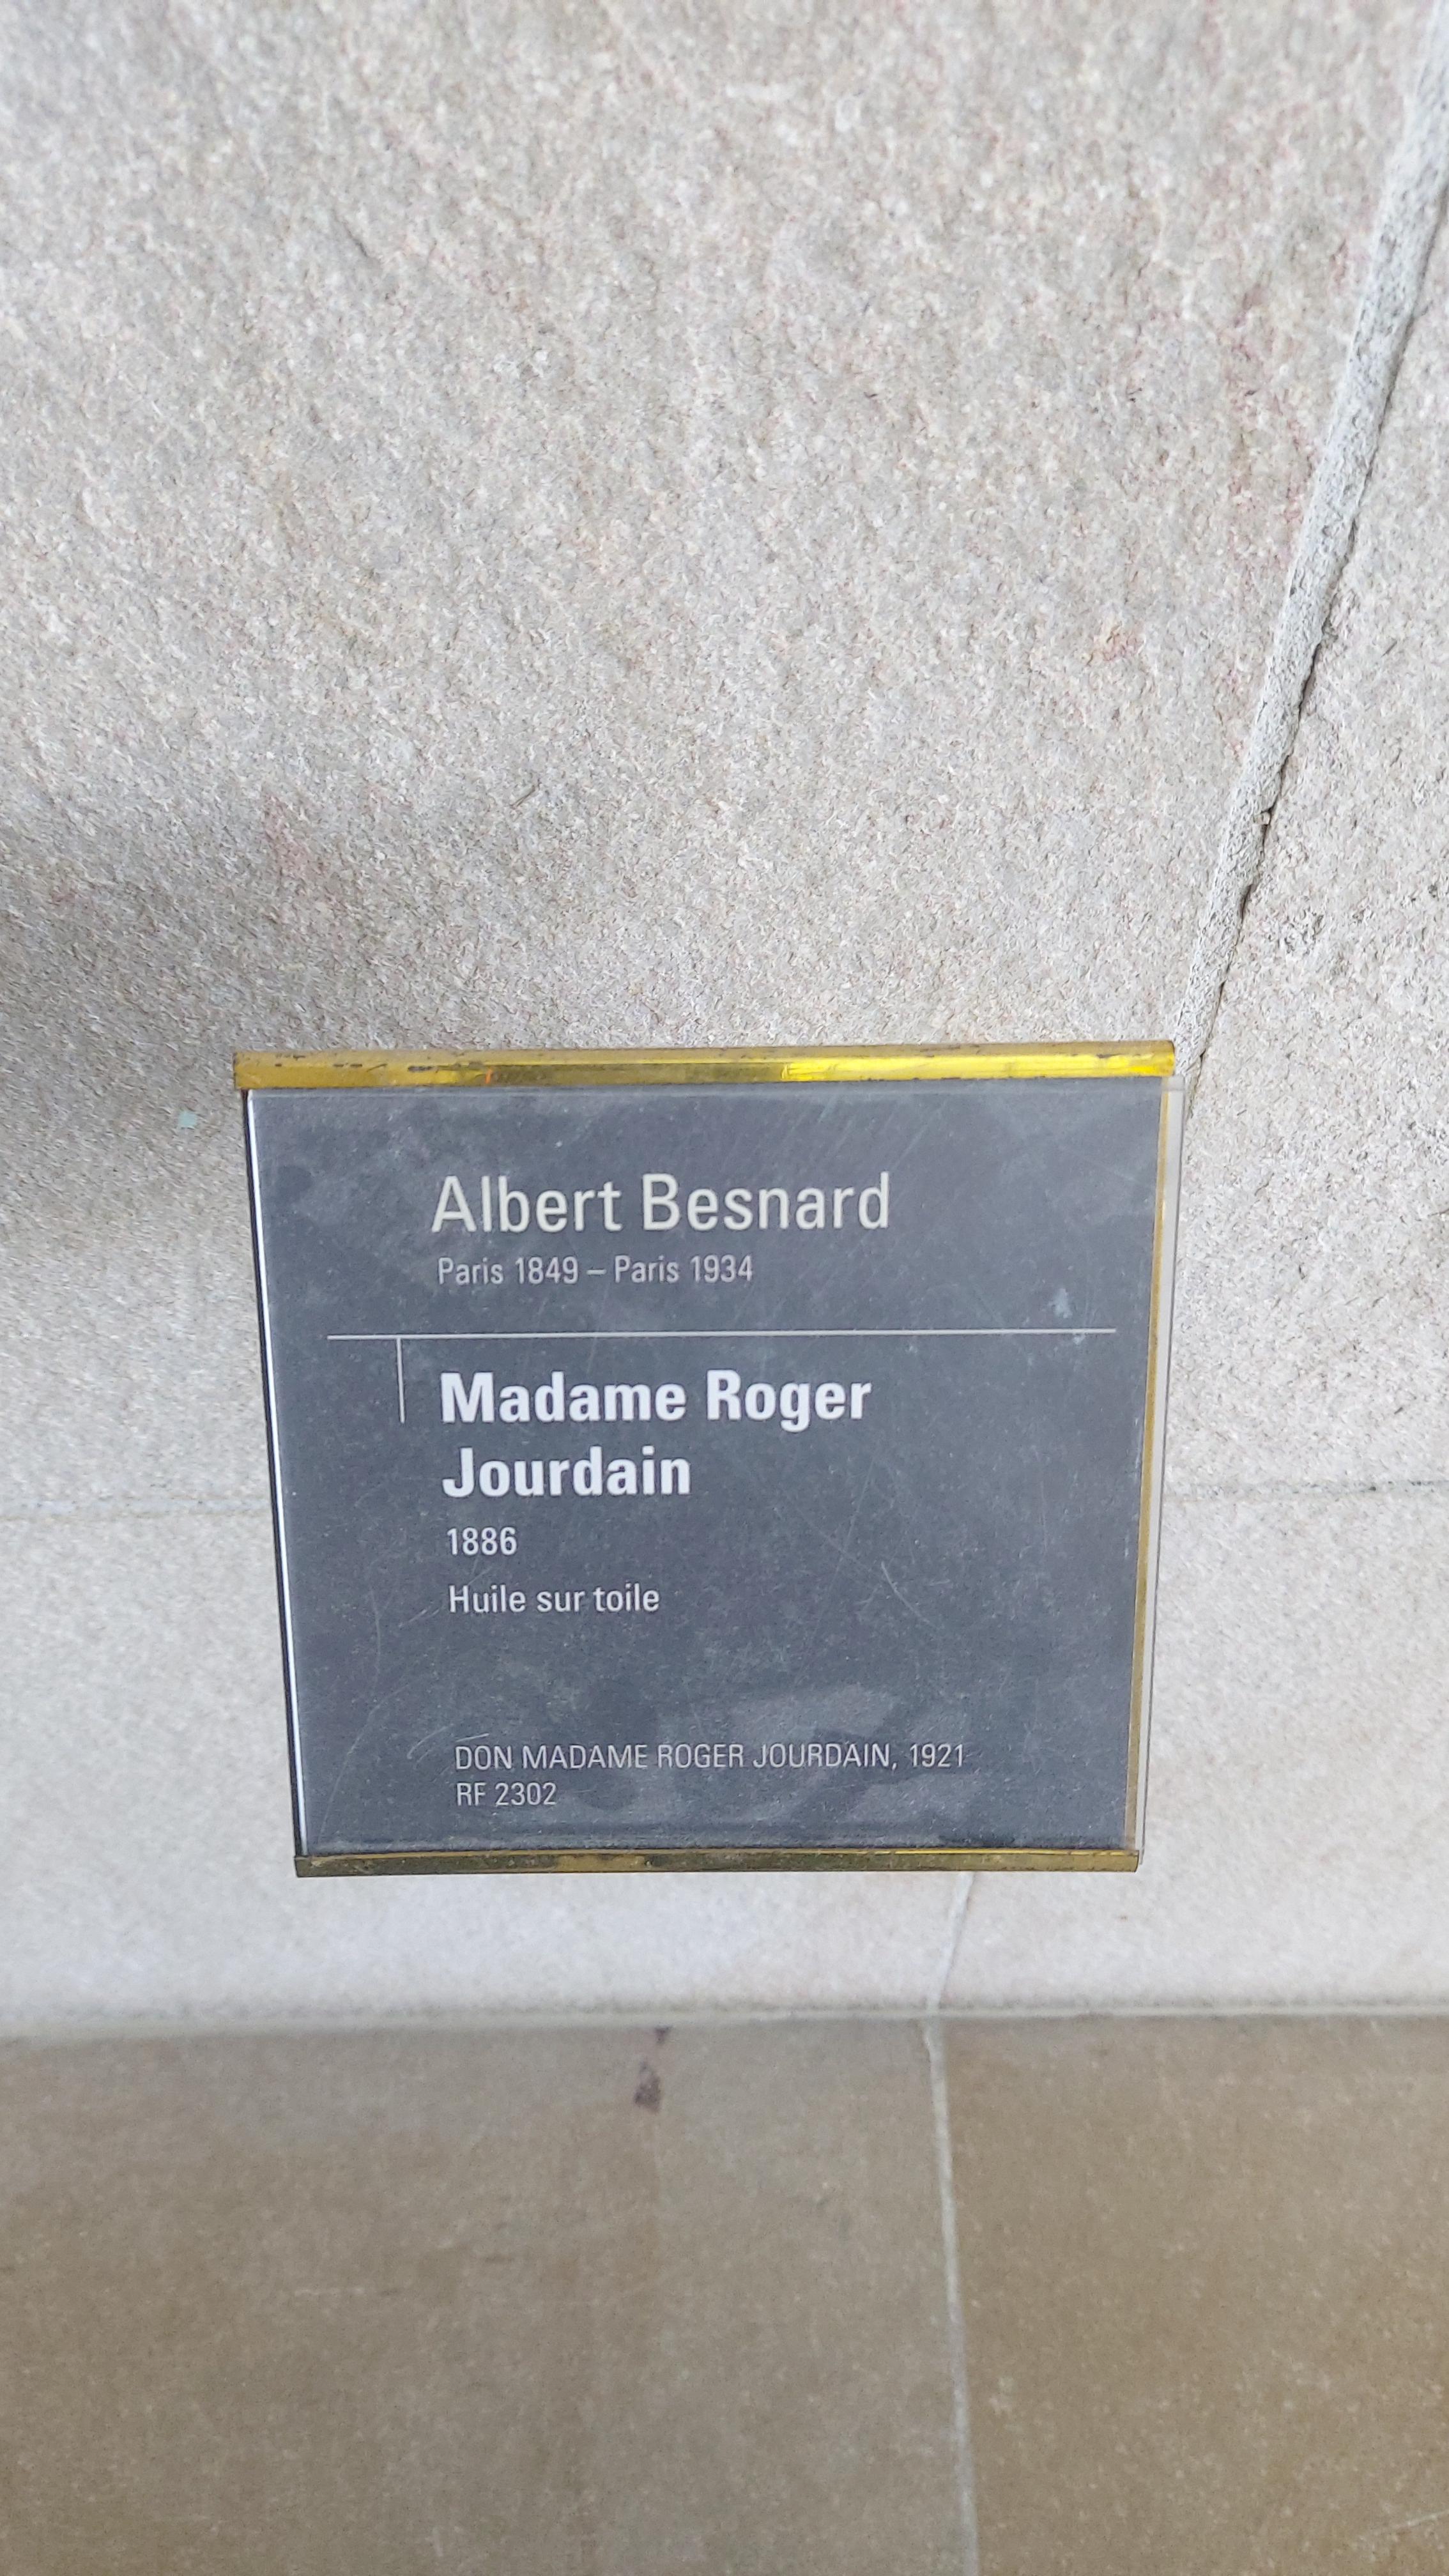 Albert Besnard
Paris 1849 – Paris 1934
Madame Roger
Jourdain
1886
Huile sur toile
DON MADAME ROGER JOURDAIN, 1921
RF 2302